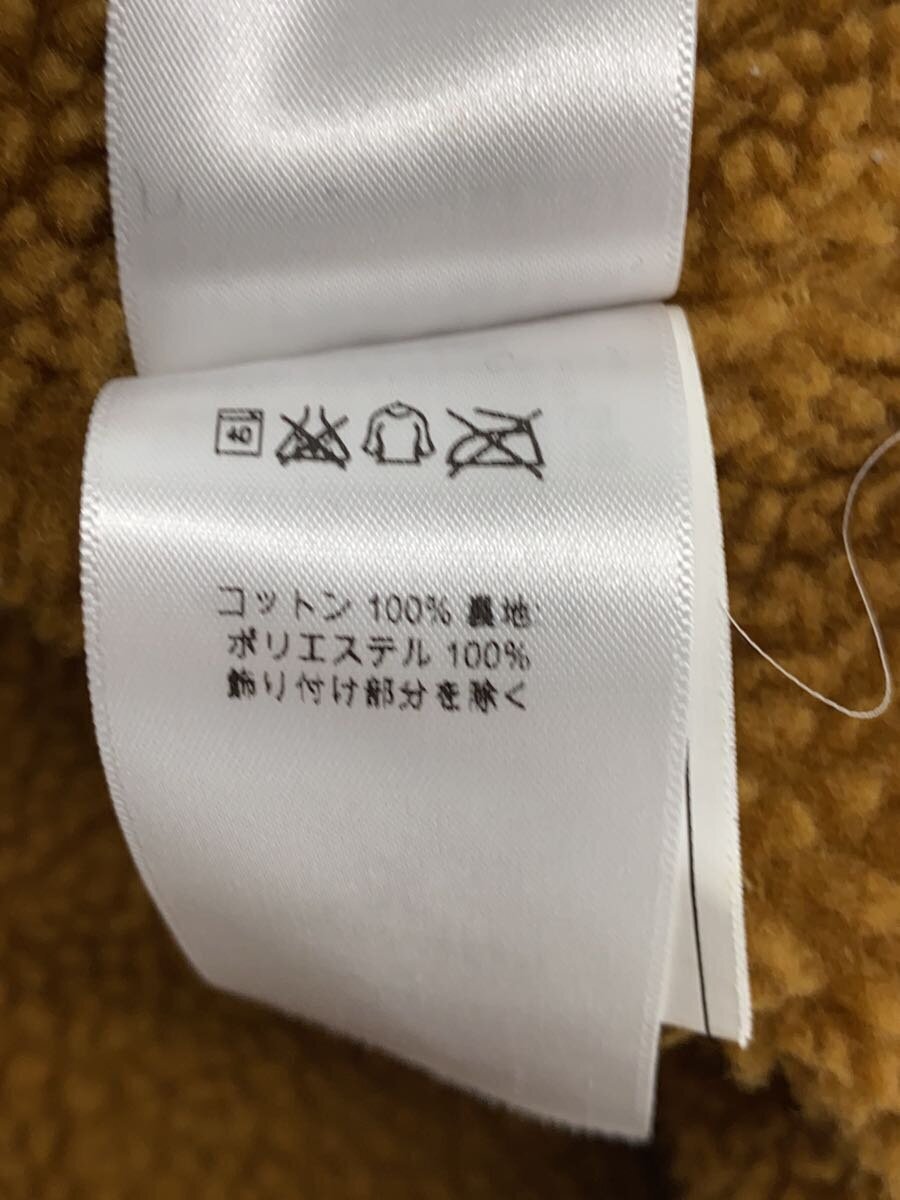 コットン 100% 裏地
ポリエステル 100%
飾り付け部分を除く